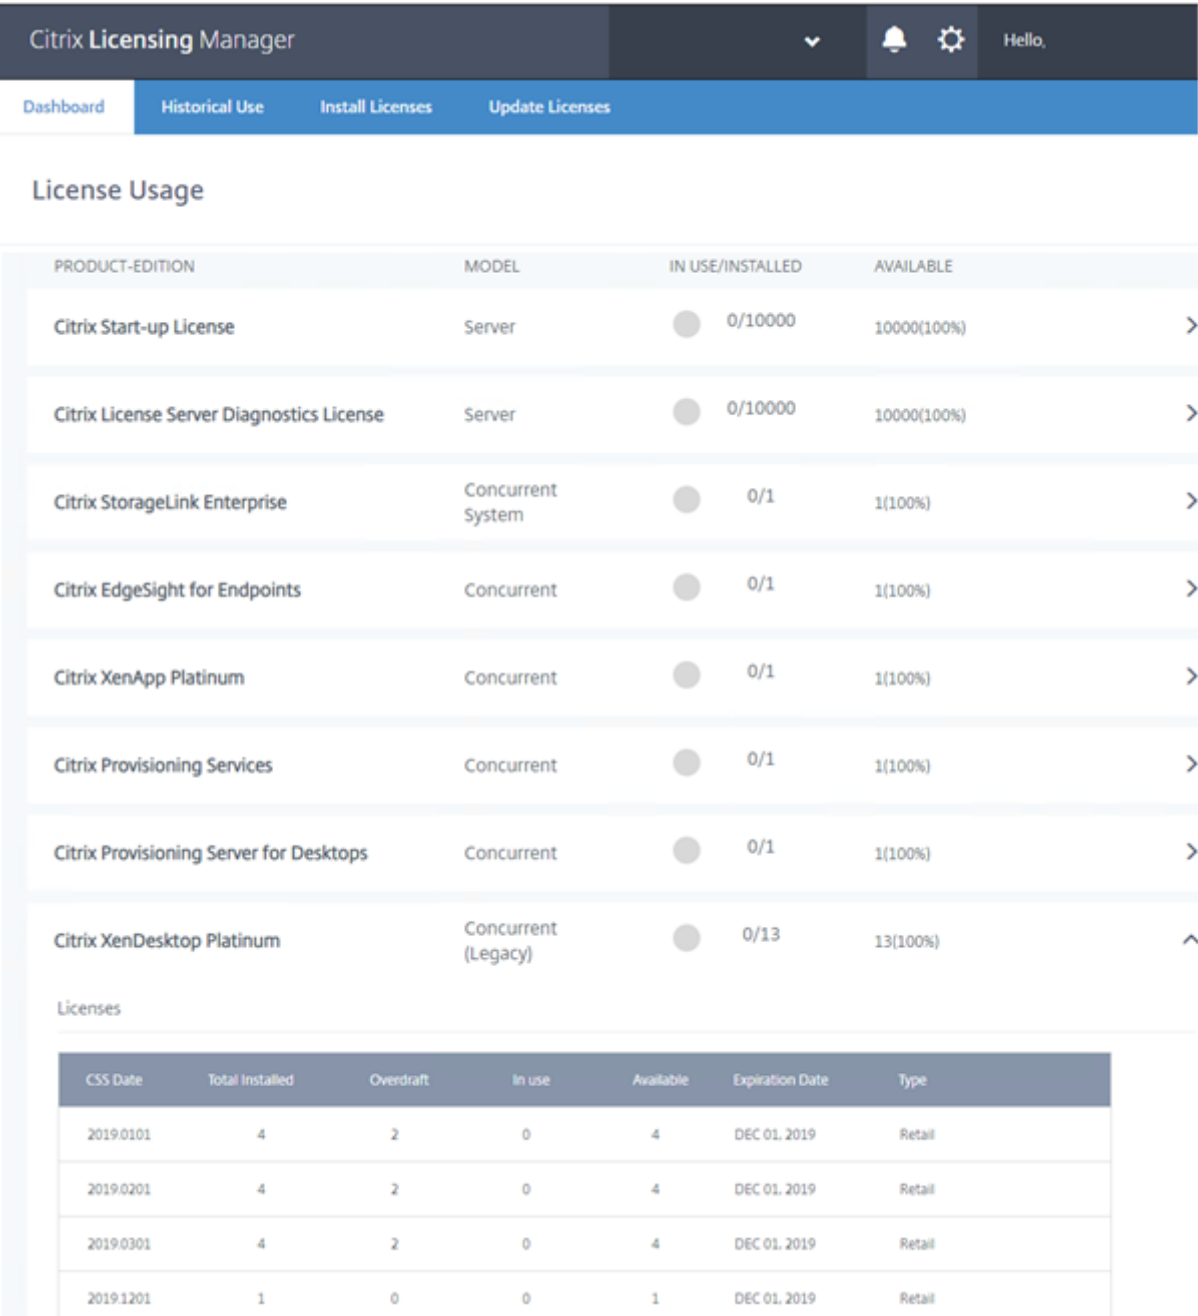 Citrix Licensing Manager Hello,
Dashboard Historical Use Install Licenses Update Licenses
License Usage
PRODUCT-EDITION MODEL IN USE/INSTALLED AVAILABLE
Citrix Start-up License Server 0/10000 10000(100%)
Citrix License Server Diagnostics License Server 0/10000 10000(100%)
Citrix StorageLink Enterprise Concurrent System 0/1 1(100%)
Citrix EdgeSight for Endpoints Concurrent 0/1 1(100%)
Citrix XenApp Platinum Concurrent 0/1 1(100%)
Citrix Provisioning Services Concurrent 0/1 1(100%)
Citrix Provisioning Server for Desktops Concurrent 0/1 1(100%)
Citrix XenDesktop Platinum Concurrent (Legacy) 0/13 13(100%)
Licenses
CSS Date Total Installed Overdraft In use Available Expiration Date Type
2019.0101 4 2 0 4 DEC 01, 2019 Retail
2019.0201 4 2 0 4 DEC 01, 2019 Retail
2019.0301 4 2 0 4 DEC 01, 2019 Retail
2019.1201 1 0 0 1 DEC 01, 2019 Retail